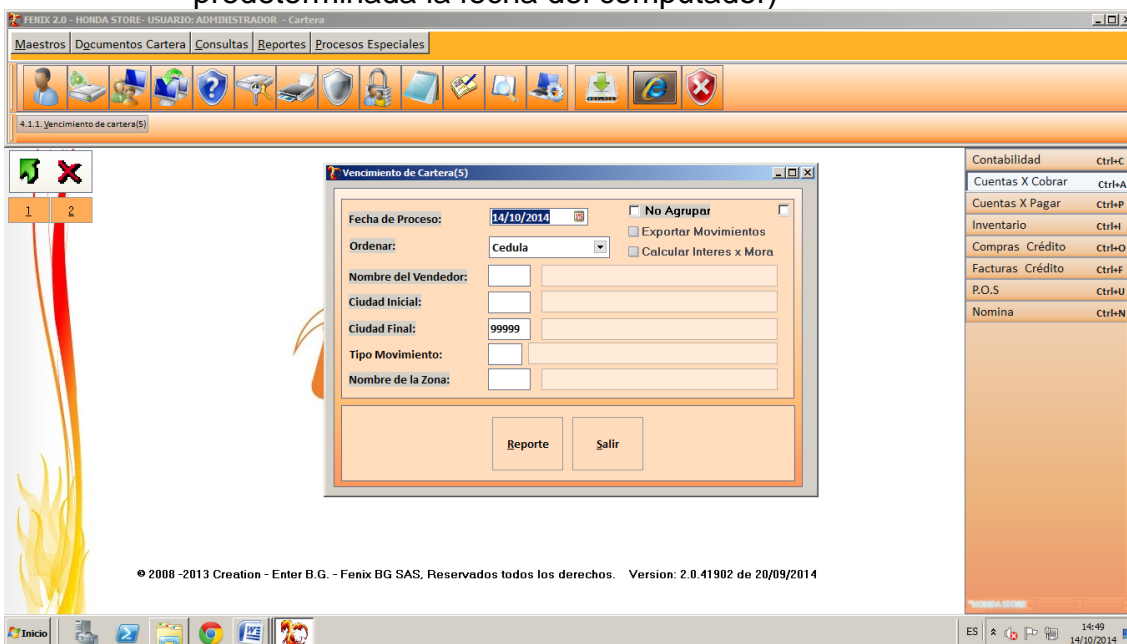 predeterminada la fecha del computador)
FENIX 2.0 - HONDA STORE- USUARIO: ADMINISTRADOR - Cartera
Maestros Documentos Cartera Consultas Reportes Procesos Especiales
4.1.1. Vencimiento de cartera(5)
1 2
Vencimiento de Cartera(5)
Fecha de Proceso: 14/10/2014 No Agrupar
Exportar Movimientos
Ordenar: Cedula Calcular Interes x Mora
Nombre del Vendedor:
Ciudad Inicial:
Ciudad Final: 99999
Tipo Movimiento:
Nombre de la Zona:
Reporte Salir
Contabilidad Ctrl+C
Cuentas X Cobrar Ctrl+A
Cuentas X Pagar Ctrl+P
Inventario Ctrl+I
Compras Crédito Ctrl+O
Facturas Crédito Ctrl+F
P.O.S Ctrl+U
Nomina Ctrl+N
© 2008 -2013 Creation - Enter B.G. - Fenix BG SAS, Reservados todos los derechos. Version: 2.0.41902 de 20/09/2014
"HONDA STORE
Inicio ES 14:49
14/10/2014